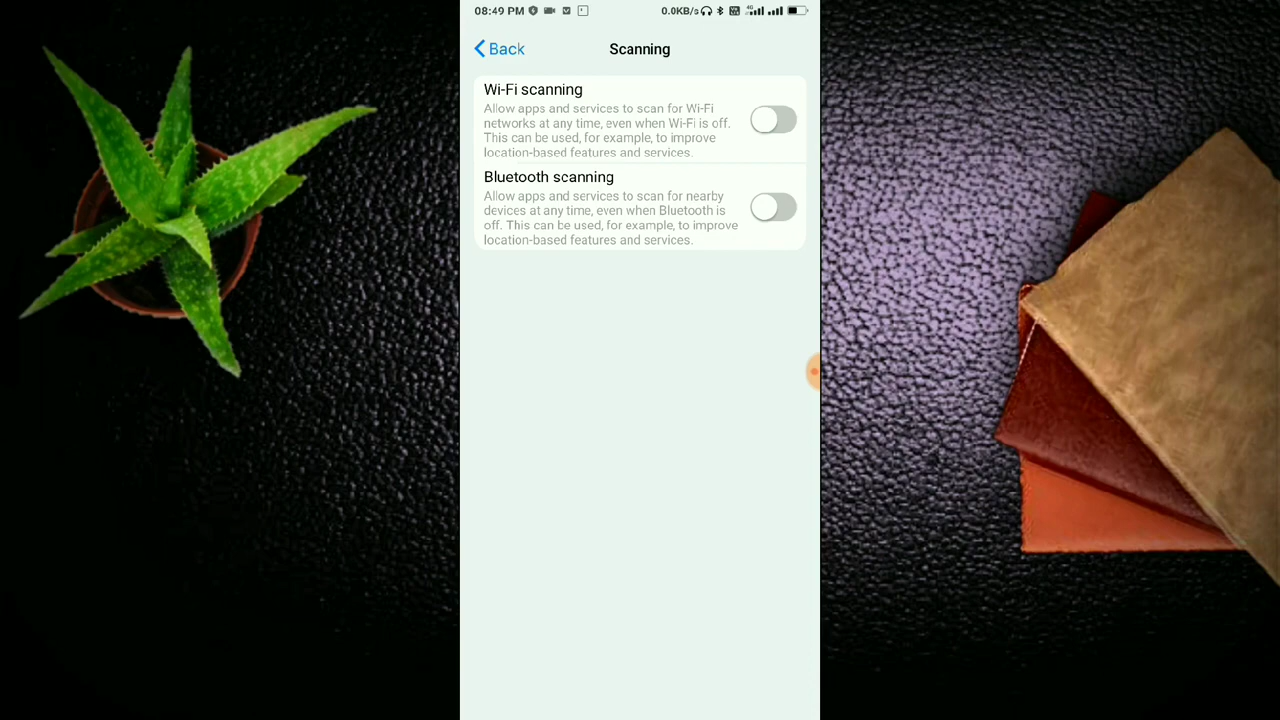 08:49 PM 0.0KB/s 4G
Back Scanning
Wi-Fi scanning
Allow apps and services to scan for Wi-Fi
networks at any time, even when Wi-Fi is off.
This can be used, for example, to improve
location-based features and services.
Bluetooth scanning
Allow apps and services to scan for nearby
devices at any time, even when Bluetooth is
off. This can be used, for example, to improve
location-based features and services.